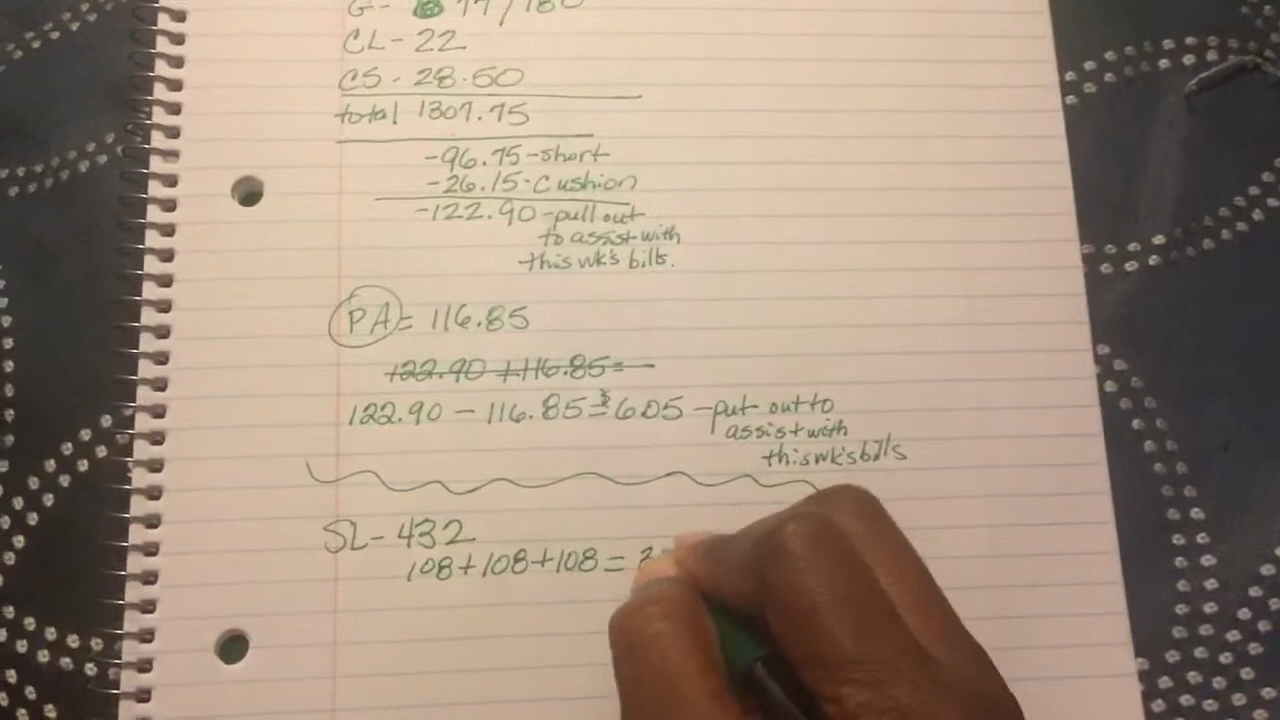 G- 77/180
CL-22
CS-28.50
total 1307.75
-96.75-short
-26.15-Cushion
-122.90-pull out
to assist with
this wk's bills.
PA= 116.85
122.90+116.85=
122.90-116.85=$6.05-put out to
assist with
this wk's bills
SL-432
108+108+108=